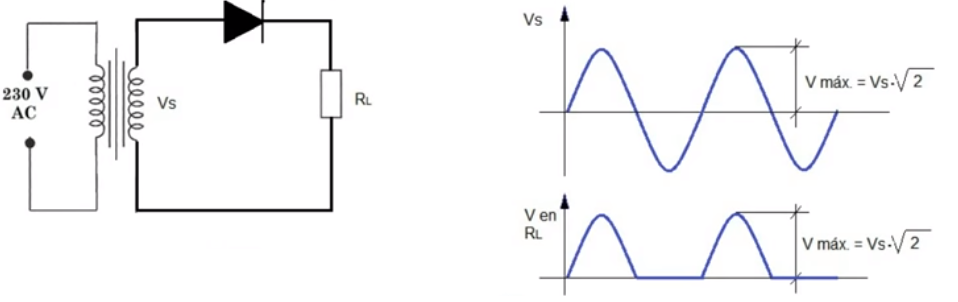 230 V
AC
Vs
RL
Vs
V máx. = Vs·√2
V en
RL
V máx. = Vs·√2